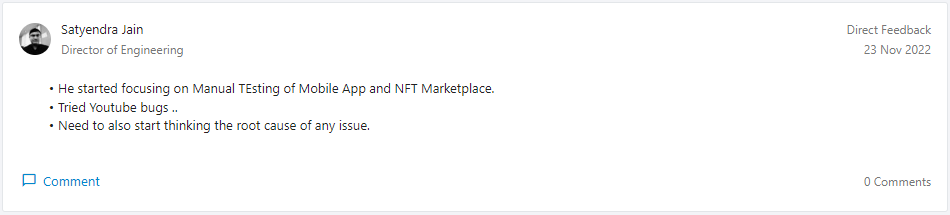 Satyendra Jain
Direct Feedback
Director of Engineering
23 Nov 2022
• He started focusing on Manual TEsting of Mobile App and NFT Marketplace.
• Tried Youtube bugs ..
• Need to also start thinking the root cause of any issue.
Comment
0 Comments